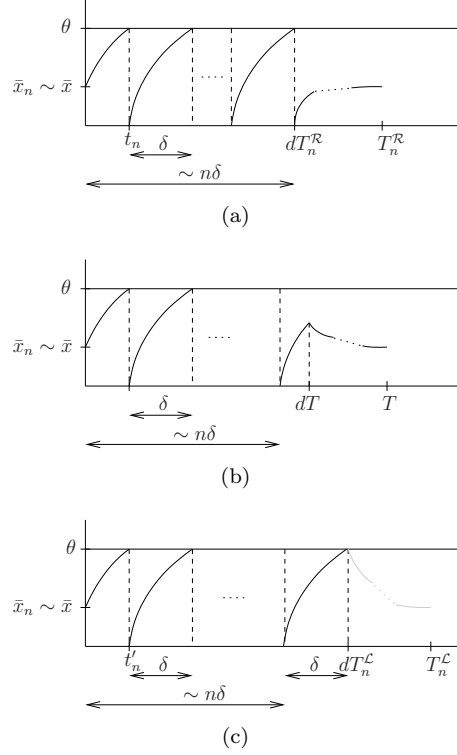 θ
x̄ₙ ∼ x̄
tₙ
dTₙᴿ
Tₙᴿ
δ
∼ nδ
(a)
θ
x̄ₙ ∼ x̄
δ
dT
T
∼ nδ
(b)
θ
x̄ₙ ∼ x̄
t′ₙ
δ
δ
dTₙᴸ
Tₙᴸ
∼ nδ
(c)